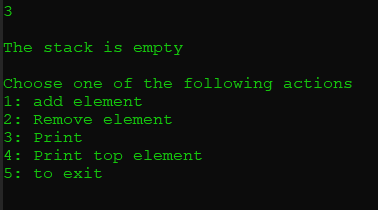 3
The stack is empty
Choose one of the following actions
1: add element
2: Remove element
3: Print
4: Print top element
5: to exit